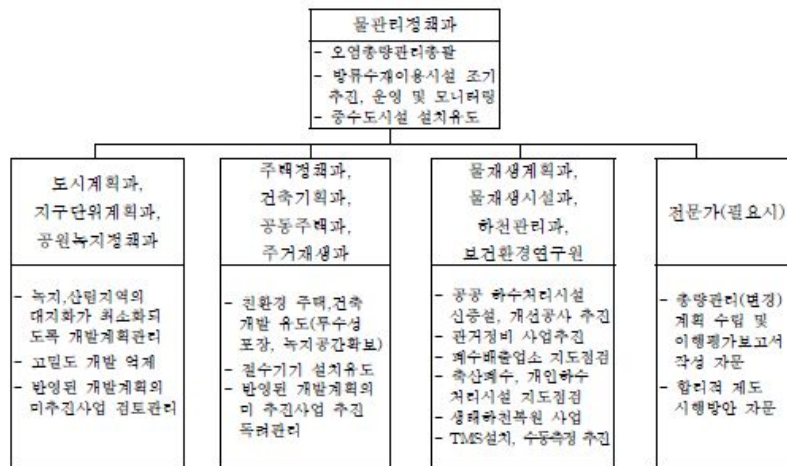 물관리정책과
- 오염총량관리총괄
- 방류수재이용시설 조기
추진, 운영 및 모니터링
- 중수도시설 설치유도
도시계획과,
지구단위계획과,
공원녹지정책과
- 녹지,산림지역의
대지화가 최소화되
도록 개발계획관리
- 고밀도 개발 억제
- 반영된 개발계획의
미추진사업 검토관리
주택정책과,
건축기획과,
공동주택과,
주거재생과
- 친환경 주택,건축
개발 유도(투수성
포장, 녹지공간확보)
- 절수기기 설치유도
- 반영된 개발계획의
미 추진사업 추진
독려관리
물재생계획과,
물재생시설과,
하천관리과,
보건환경연구원
- 공공 하수처리시설
신증설, 개선공사 추진
- 관거정비 사업추진
- 폐수배출업소 지도점검
- 축산폐수, 개인하수
처리시설 지도점검
- 생태하천복원 사업
- TMS설치, 수동측정 추진
전문가(필요시)
- 총량관리(변경)
계획 수립 및
이행평가보고서
작성 자문
- 합리적 제도
시행방안 자문